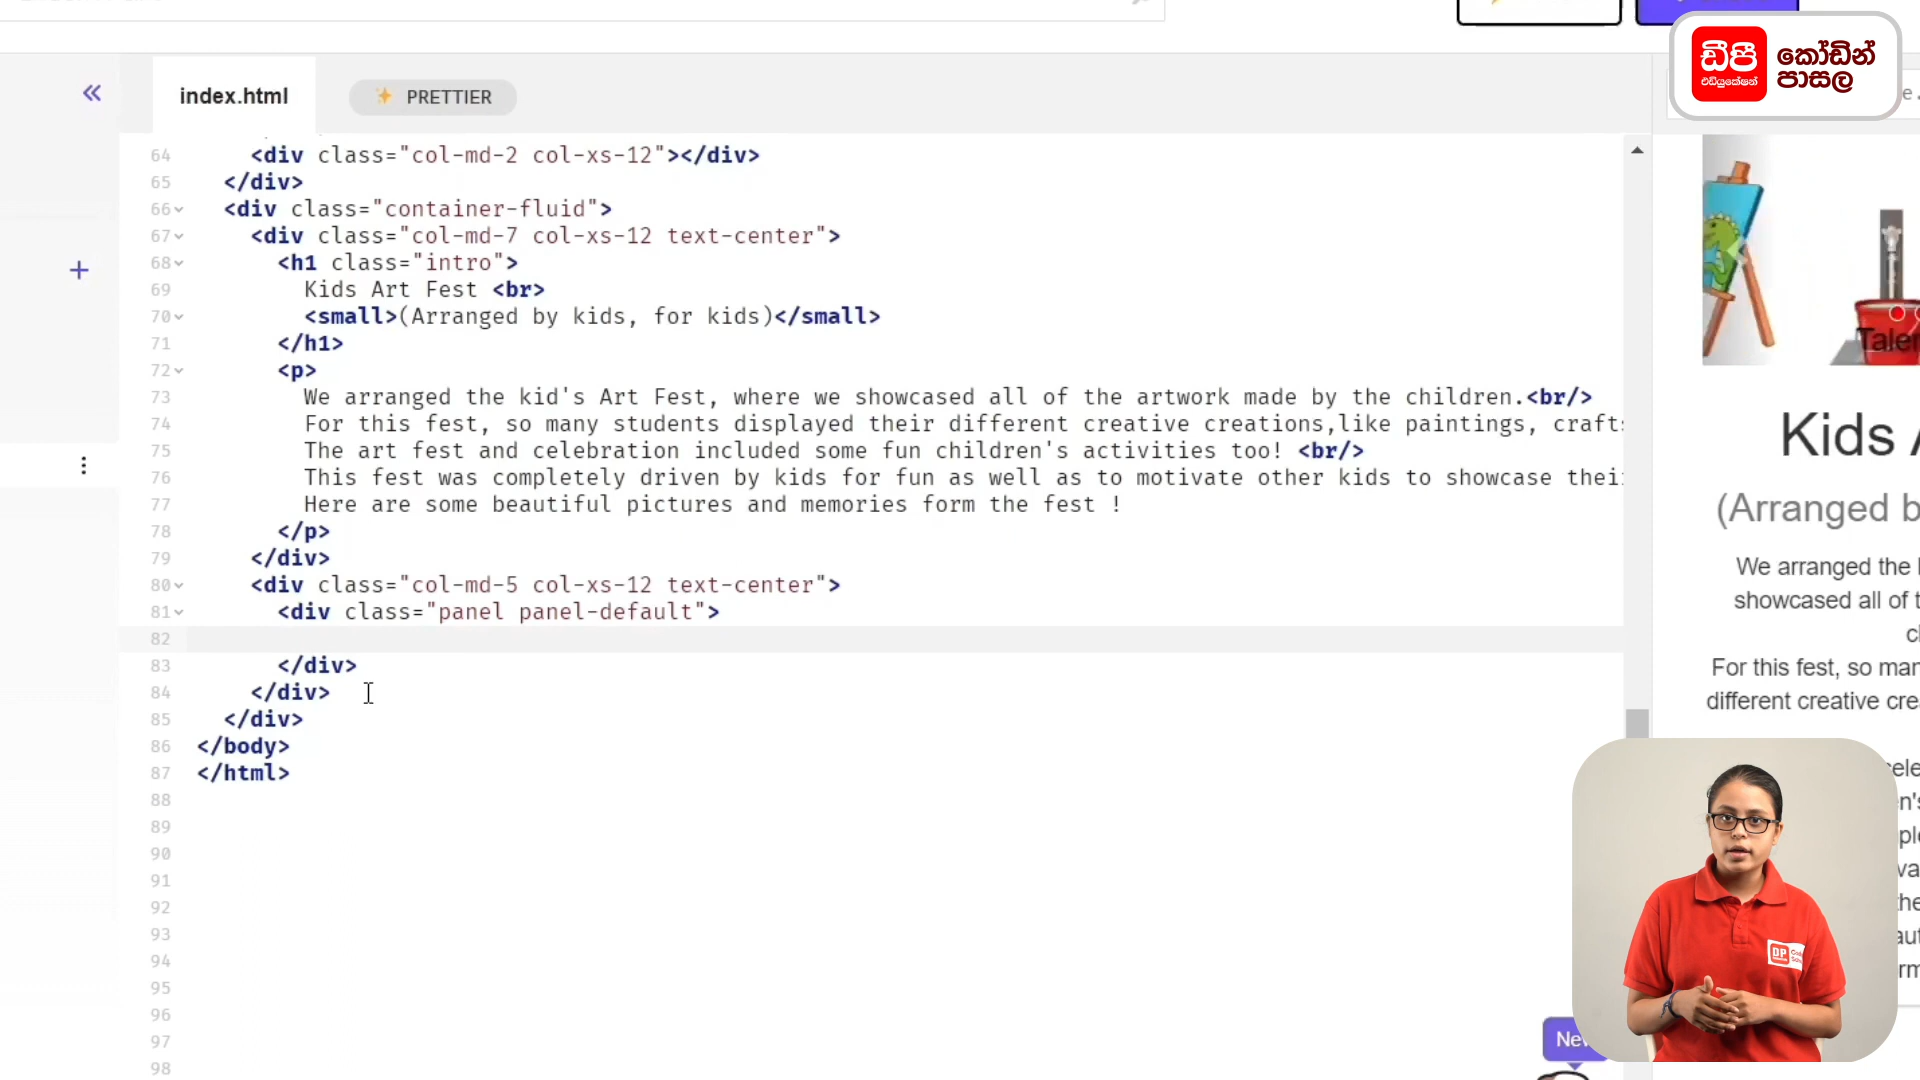 ඩීපී
එඩියුකේෂන්
කෝඩින්
පාසල
index.html
PRETTIER
64 <div class="col-md-2 col-xs-12"></div>
65 </div>
66 <div class="container-fluid">
67 <div class="col-md-7 col-xs-12 text-center">
68 <h1 class="intro">
69 Kids Art Fest <br>
70 <small>(Arranged by kids, for kids)</small>
71 </h1>
72 <p>
73 We arranged the kid's Art Fest, where we showcased all of the artwork made by the children.<br/>
74 For this fest, so many students displayed their different creative creations,like paintings, craft
75 The art fest and celebration included some fun children's activities too! <br/>
76 This fest was completely driven by kids for fun as well as to motivate other kids to showcase thei
77 Here are some beautiful pictures and memories form the fest !
78 </p>
79 </div>
80 <div class="col-md-5 col-xs-12 text-center">
81 <div class="panel panel-default">
82
83 </div>
84 </div>
85 </div>
86 </body>
87 </html>
88
89
90
91
92
93
94
95
96
97
98
Talen
Kids A
(Arranged b
We arranged the
showcased all of t
For this fest, so man
different creative cre
DP